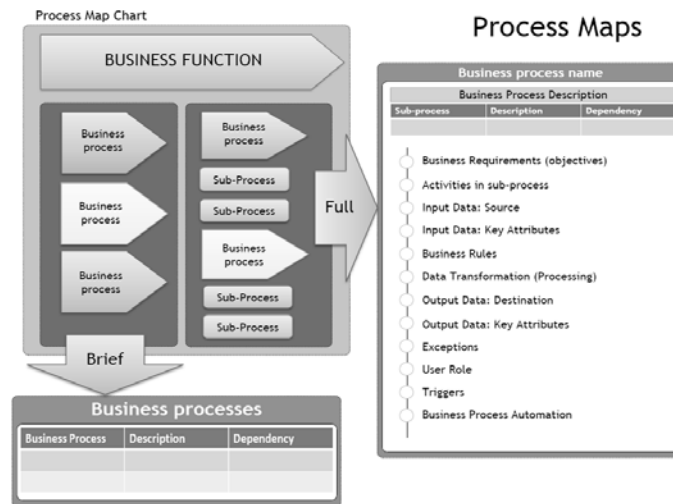 Process Map Chart
Process Maps
BUSINESS FUNCTION
Business
process
Business
process
Business
process
Business
process
Sub-Process
Sub-Process
Business
process
Sub-Process
Sub-Process
Full
Brief
Business process name
Business Process Description
Sub-process Description Dependency
Business Requirements (objectives)
Activities in sub-process
Input Data: Source
Input Data: Key Attributes
Business Rules
Data Transformation (Processing)
Output Data: Destination
Output Data: Key Attributes
Exceptions
User Role
Triggers
Business Process Automation
Business processes
Business Process Description Dependency